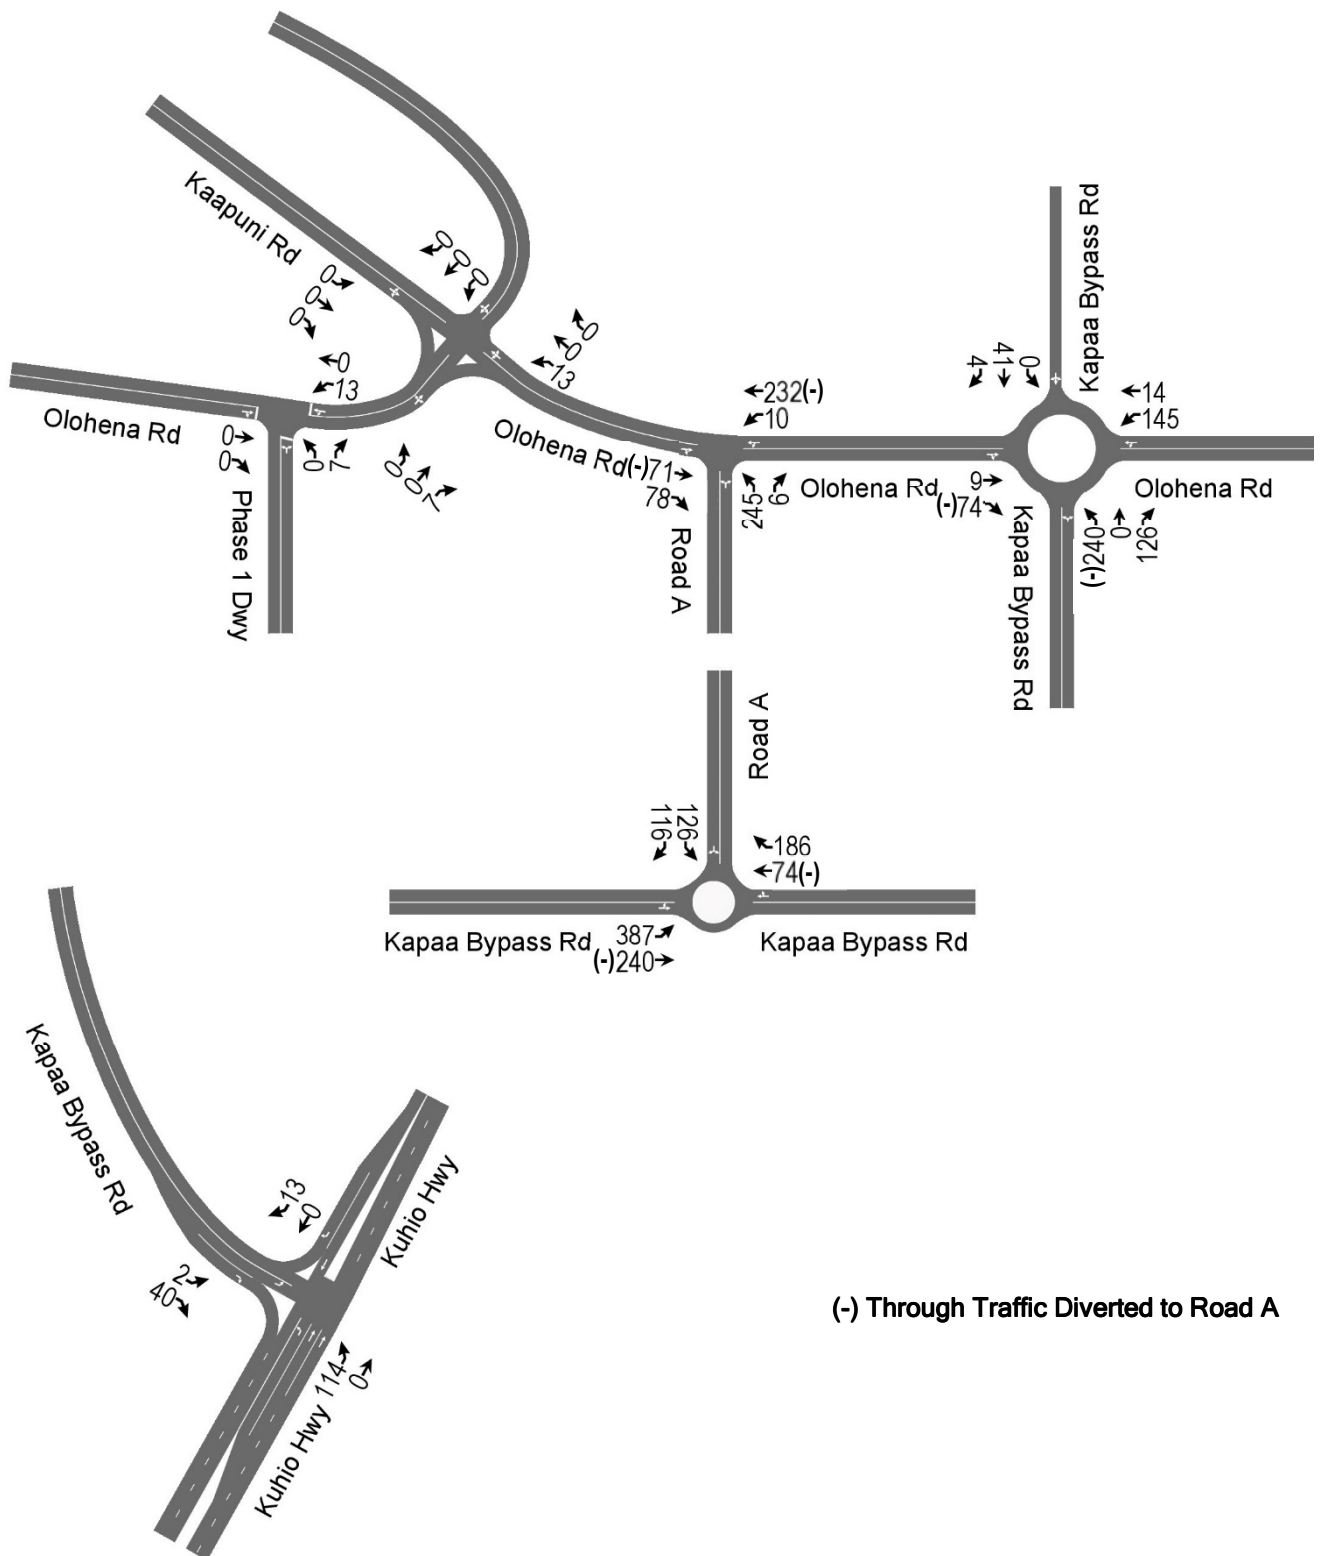 Kaapuni Rd
0
0
0
0
0
0
0
0
13
0
13
Olohena Rd
0
0
0
7
0
0
7
Phase 1 Dwy
Olohena Rd
(-)71
78
232(-)
10
245
6
Road A
Olohena Rd
Kapaa Bypass Rd
4
41
0
14
145
9
(-)74
Olohena Rd
(-)240
0
126
Kapaa Bypass Rd
Road A
116
126
186
74(-)
Kapaa Bypass Rd
387
(-)240
Kapaa Bypass Rd
Kapaa Bypass Rd
13
0
Kuhio Hwy
2
40
114
0
Kuhio Hwy
(-) Through Traffic Diverted to Road A